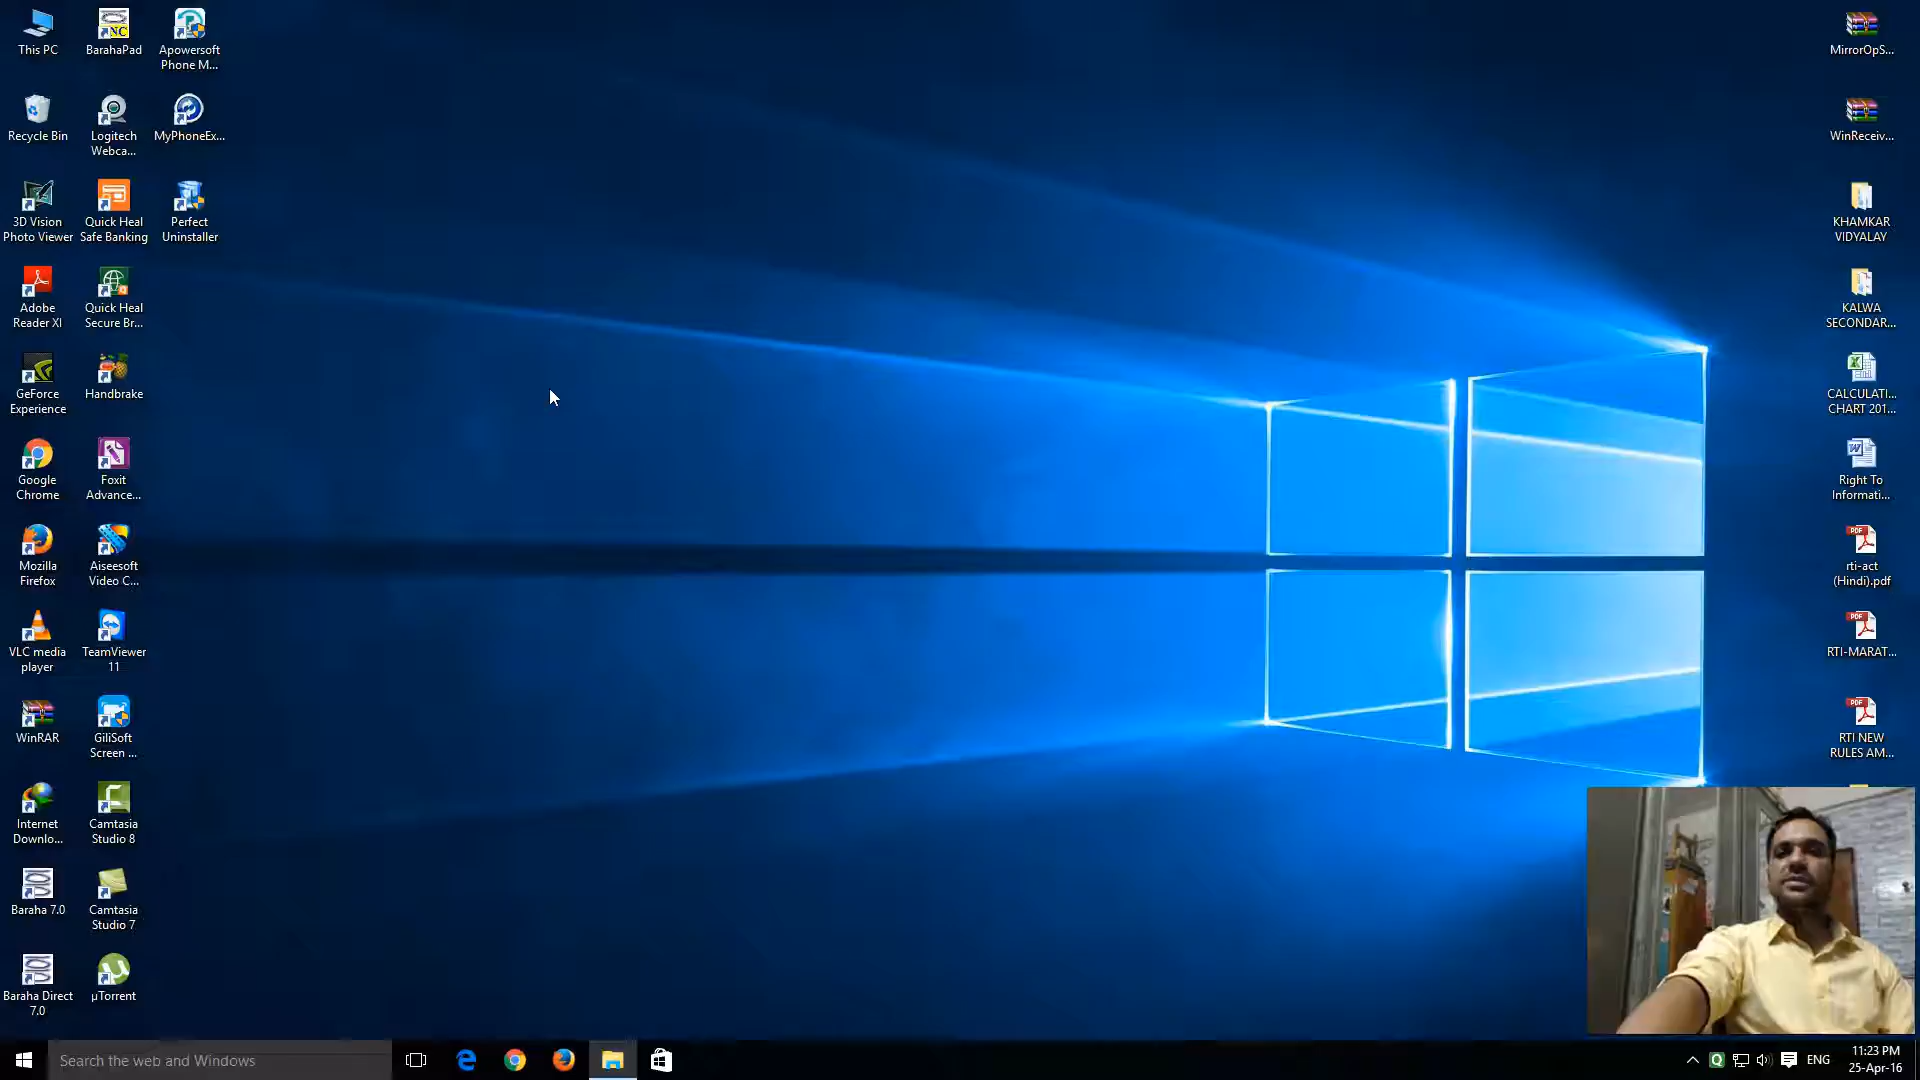 This PC
BarahaPad
Apowersoft
Phone M...
Recycle Bin
Logitech
Webca...
MyPhoneEx...
3D Vision
Photo Viewer
Quick Heal
Safe Banking
Perfect
Uninstaller
Adobe
Reader XI
Quick Heal
Secure Br...
GeForce
Experience
Handbrake
Google
Chrome
Foxit
Advance...
Mozilla
Firefox
Aiseesoft
Video C...
VLC media
player
TeamViewer
11
WinRAR
GiliSoft
Screen ...
Internet
Downlo...
Camtasia
Studio 8
Baraha 7.0
Camtasia
Studio 7
Baraha Direct
7.0
µTorrent
NC
MirrorOpS...
WinReceiv...
KHAMKAR
VIDYALAY
KALWA
SECONDAR...
CALCULATI...
CHART 201...
Right To
Informati...
PDF
rti-act
(Hindi).pdf
PDF
RTI-MARAT...
PDF
RTI NEW
RULES AM...
Search the web and Windows
ENG
11:23 PM
25-Apr-16